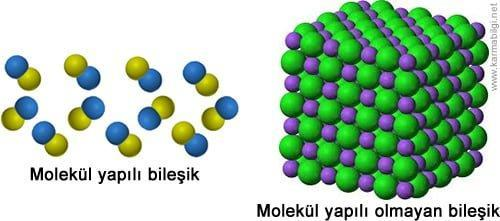 Molekül yapılı bileşik
Molekül yapılı olmayan bileşik
www.karmabilgi.net